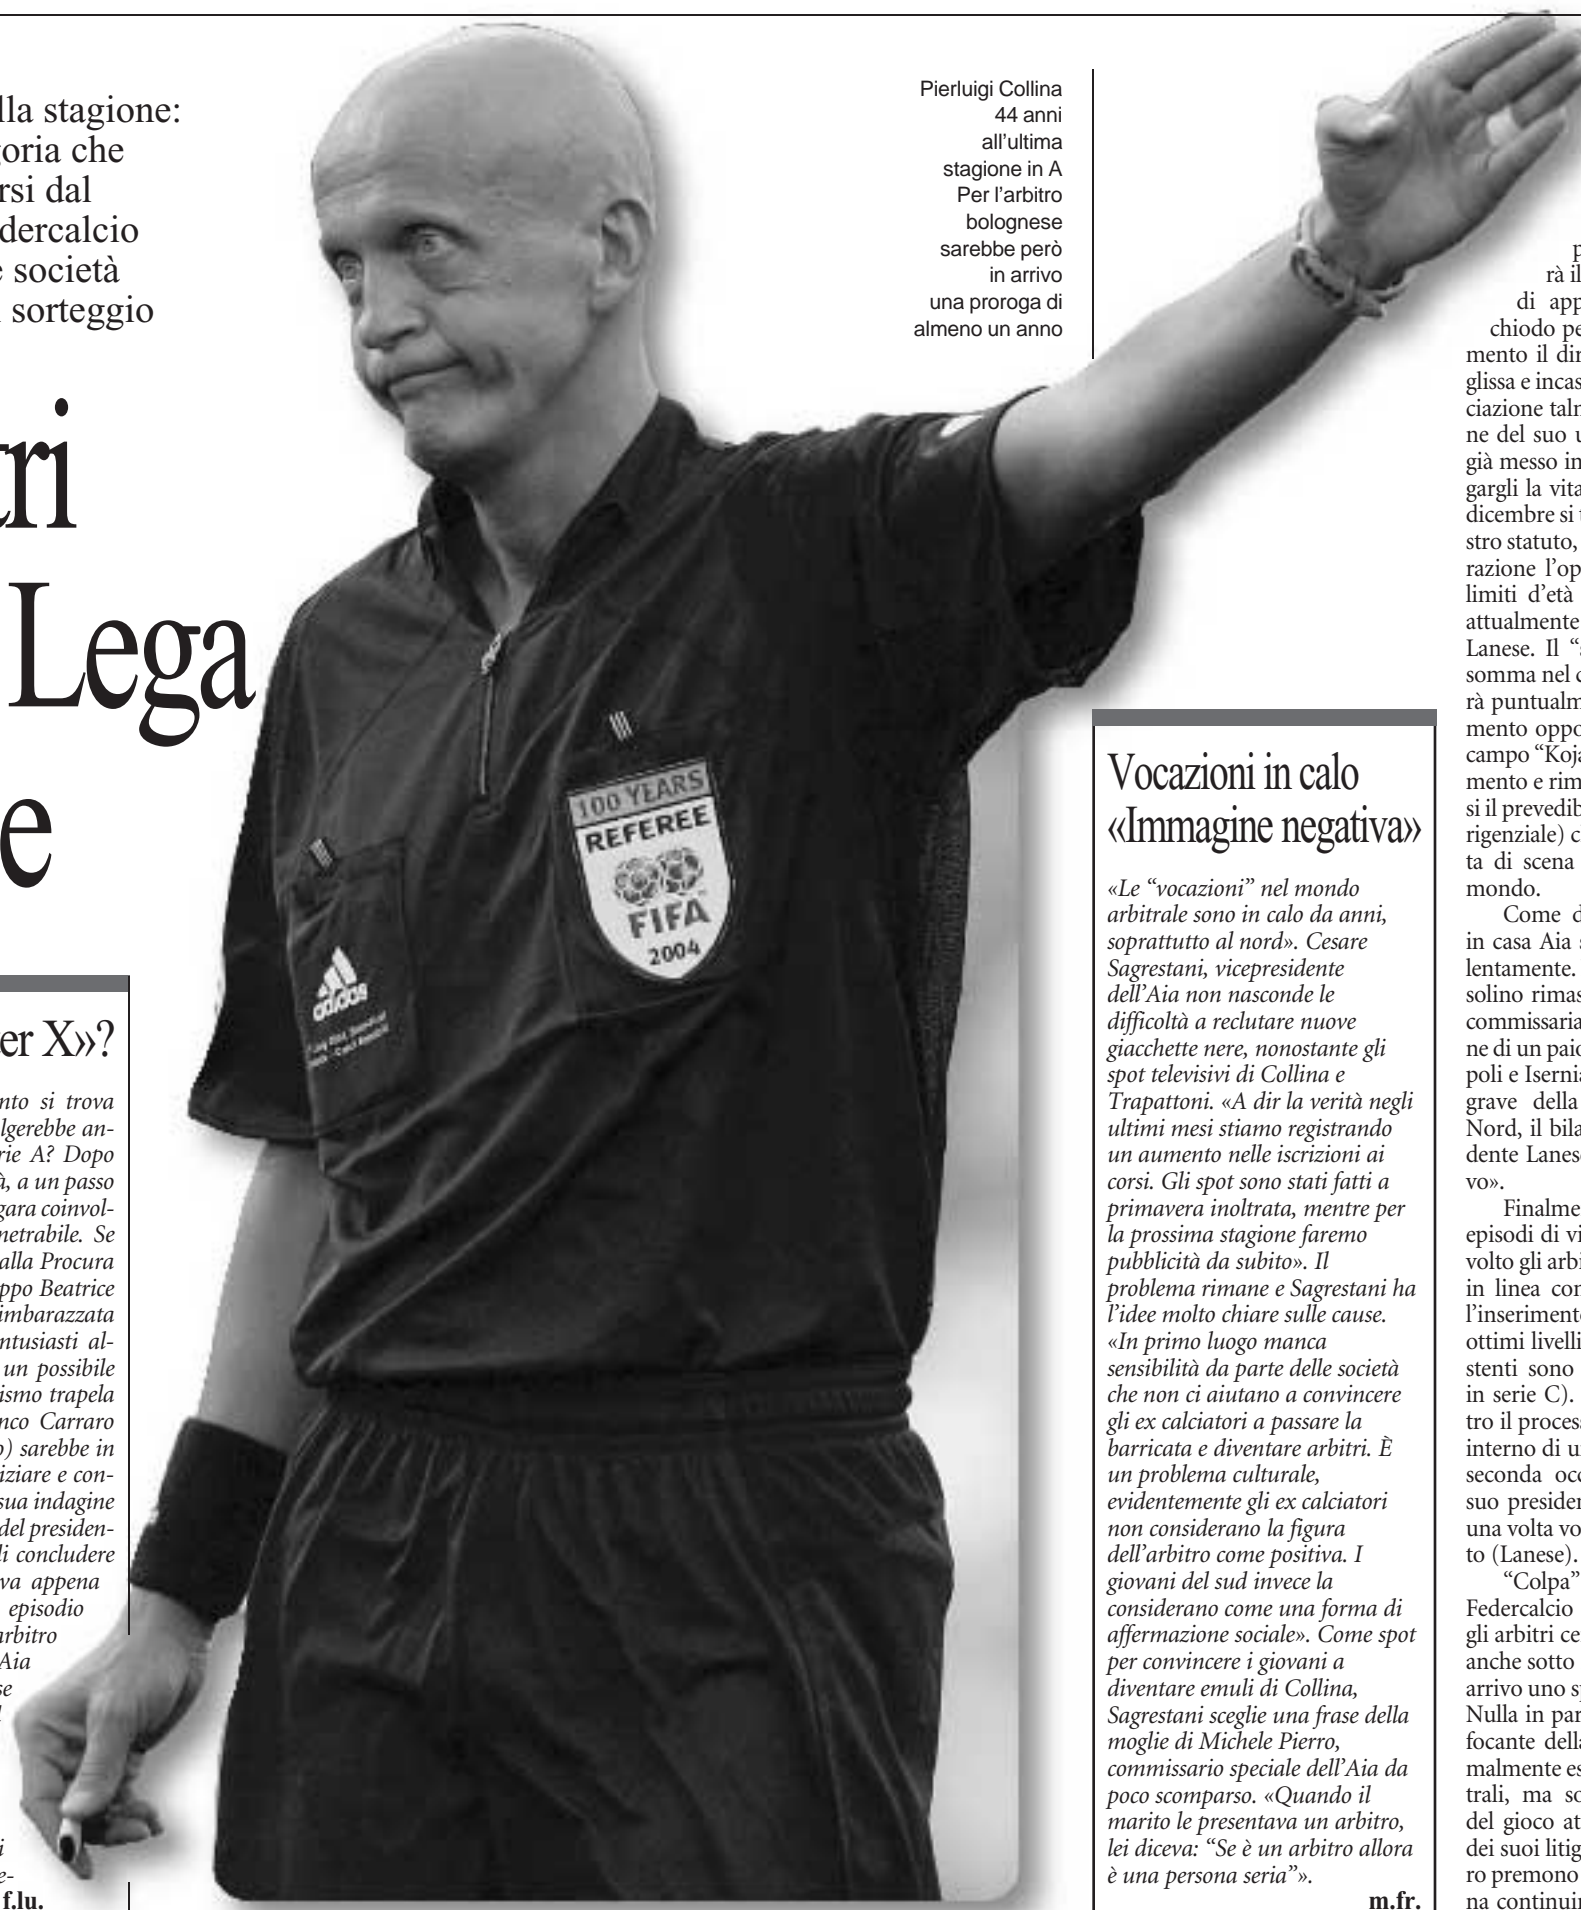 lla stagione:
goria che
rsi dal
dercalcio
e società
l sorteggio
tri
Lega
e
Pierluigi Collina
44 anni
all'ultima
stagione in A
Per l'arbitro
bolognese
sarebbe però
in arrivo
una proroga di
almeno un anno
100 YEARS
REFEREE
FIFA
2004
adidas
er X»?
nto si trova
lgerebbe an-
rie A? Dopo
à, a un passo
gara coinvol-
netrabile. Se
alla Procura
ppo Beatrice
imbarazzata
ntusiasti al-
un possibile
ismo trapela
nco Carraro
o) sarebbe in
iziare e con-
sua indagine
del presiden-
li concludere
va appena
episodio
arbitro
Aia
se
l
i
e-
f.lu.
Vocazioni in calo
«Immagine negativa»
«Le “vocazioni” nel mondo
arbitrale sono in calo da anni,
soprattutto al nord». Cesare
Sagrestani, vicepresidente
dell'Aia non nasconde le
difficoltà a reclutare nuove
giacchette nere, nonostante gli
spot televisivi di Collina e
Trapattoni. «A dir la verità negli
ultimi mesi stiamo registrando
un aumento nelle iscrizioni ai
corsi. Gli spot sono stati fatti a
primavera inoltrata, mentre per
la prossima stagione faremo
pubblicità da subito». Il
problema rimane e Sagrestani ha
l'idee molto chiare sulle cause.
«In primo luogo manca
sensibilità da parte delle società
che non ci aiutano a convincere
gli ex calciatori a passare la
barricata e diventare arbitri. È
un problema culturale,
evidentemente gli ex calciatori
non considerano la figura
dell'arbitro come positiva. I
giovani del sud invece la
considerano come una forma di
affermazione sociale». Come spot
per convincere i giovani a
diventare emuli di Collina,
Sagrestani sceglie una frase della
moglie di Michele Pierro,
commissario speciale dell'Aia da
poco scomparso. «Quando il
marito le presentava un arbitro,
lei diceva: “Se è un arbitro allora
è una persona seria”».
m.fr.
p
rà il
di app
chiodo pe
mento il dir
glissa e incas
ciazione taln
ne del suo u
già messo in
gargli la vita
dicembre si t
stro statuto,
razione l'op
limiti d'età
attualmente
Lanese. Il “s
somma nel c
rà puntualm
mento oppo
campo “Koja
mento e rim
si il prevedib
rigenziale) c
ta di scena
mondo.
Come d
in casa Aia s
lentamente.
solino rimas
commissaria
ne di un paio
poli e Isernia
grave della
Nord, il bila
dente Lanes
vo».
Finalme
episodi di vi
volto gli arbi
in linea con
l'inserimento
ottimi livelli
stenti sono
in serie C).
tro il process
interno di u
seconda occ
suo presiden
una volta vo
to (Lanese).
“Colpa”
Federcalcio
gli arbitri ce
anche sotto
arrivo uno s
Nulla in par
focante della
malmente es
trali, ma so
del gioco at
dei suoi litig
ro premono
na continuin